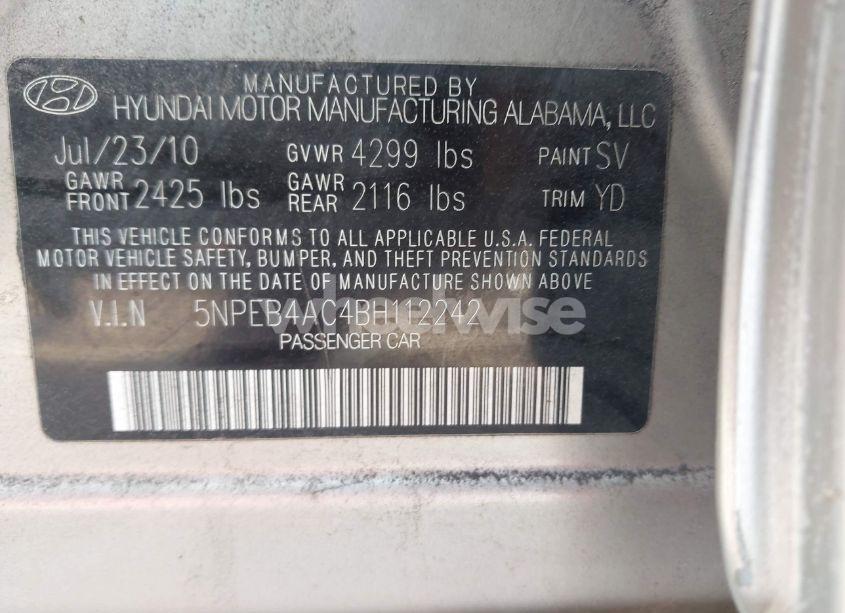 MANUFACTURED BY
HYUNDAI MOTOR MANUFACTURING ALABAMA, LLC
Jul/23/10 GVWR 4299 lbs PAINT SV
GAWR FRONT 2425 lbs GAWR REAR 2116 lbs TRIM YD
THIS VEHICLE CONFORMS TO ALL APPLICABLE U.S.A. FEDERAL
MOTOR VEHICLE SAFETY, BUMPER, AND THEFT PREVENTION STANDARDS
IN EFFECT ON THE DATE OF MANUFACTURE SHOWN ABOVE
V.I.N 5NPEB4AC4BH112242
wheelwise
PASSENGER CAR